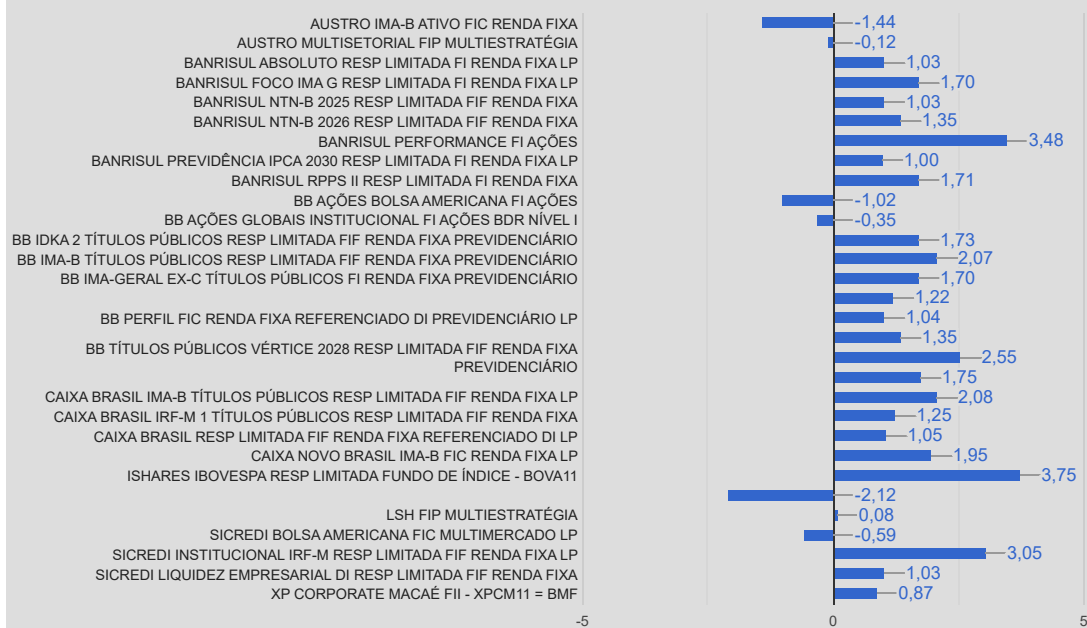 AUSTRO IMA-B ATIVO FIC RENDA FIXA -1,44
AUSTRO MULTISETORIAL FIP MULTIESTRATÉGIA -0,12
BANRISUL ABSOLUTO RESP LIMITADA FI RENDA FIXA LP 1,03
BANRISUL FOCO IMA G RESP LIMITADA FI RENDA FIXA LP 1,70
BANRISUL NTN-B 2025 RESP LIMITADA FIF RENDA FIXA 1,03
BANRISUL NTN-B 2026 RESP LIMITADA FIF RENDA FIXA 1,35
BANRISUL PERFORMANCE FI AÇÕES 3,48
BANRISUL PREVIDÊNCIA IPCA 2030 RESP LIMITADA FI RENDA FIXA LP 1,00
BANRISUL RPPS II RESP LIMITADA FI RENDA FIXA 1,71
BB AÇÕES BOLSA AMERICANA FI AÇÕES -1,02
BB AÇÕES GLOBAIS INSTITUCIONAL FI AÇÕES BDR NÍVEL I -0,35
BB IDKA 2 TÍTULOS PÚBLICOS RESP LIMITADA FIF RENDA FIXA PREVIDENCIÁRIO 1,73
BB IMA-B TÍTULOS PÚBLICOS RESP LIMITADA FIF RENDA FIXA PREVIDENCIÁRIO 2,07
BB IMA-GERAL EX-C TÍTULOS PÚBLICOS FI RENDA FIXA PREVIDENCIÁRIO 1,70
1,22
BB PERFIL FIC RENDA FIXA REFERENCIADO DI PREVIDENCIÁRIO LP 1,04
1,35
BB TÍTULOS PÚBLICOS VÉRTICE 2028 RESP LIMITADA FIF RENDA FIXA
PREVIDENCIÁRIO 2,55
1,75
CAIXA BRASIL IMA-B TÍTULOS PÚBLICOS RESP LIMITADA FIF RENDA FIXA LP 2,08
CAIXA BRASIL IRF-M 1 TÍTULOS PÚBLICOS RESP LIMITADA FIF RENDA FIXA 1,25
CAIXA BRASIL RESP LIMITADA FIF RENDA FIXA REFERENCIADO DI LP 1,05
CAIXA NOVO BRASIL IMA-B FIC RENDA FIXA LP 1,95
ISHARES IBOVESPA RESP LIMITADA FUNDO DE ÍNDICE - BOVA11 3,75
-2,12
LSH FIP MULTIESTRATÉGIA 0,08
SICREDI BOLSA AMERICANA FIC MULTIMERCADO LP -0,59
SICREDI INSTITUCIONAL IRF-M RESP LIMITADA FIF RENDA FIXA LP 3,05
SICREDI LIQUIDEZ EMPRESARIAL DI RESP LIMITADA FIF RENDA FIXA 1,03
XP CORPORATE MACAÉ FII - XPCM11 = BMF 0,87
-5 0 5